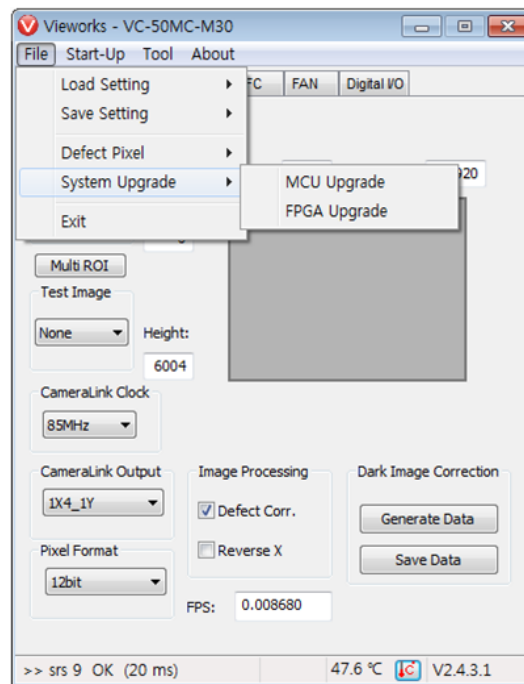 Vieworks - VC-50MC-M30
File Start-Up Tool About
Load Setting
Save Setting
Defect Pixel
System Upgrade
Exit
MCU Upgrade
FPGA Upgrade
FAN Digital I/O
Multi ROI
Test Image
None
Height:
6004
CameraLink Clock
85MHz
CameraLink Output
1X4_1Y
Pixel Format
12bit
Image Processing
Defect Corr.
Reverse X
Dark Image Correction
Generate Data
Save Data
FPS: 0.008680
>> srs 9 OK (20 ms) 47.6 ℃ V2.4.3.1